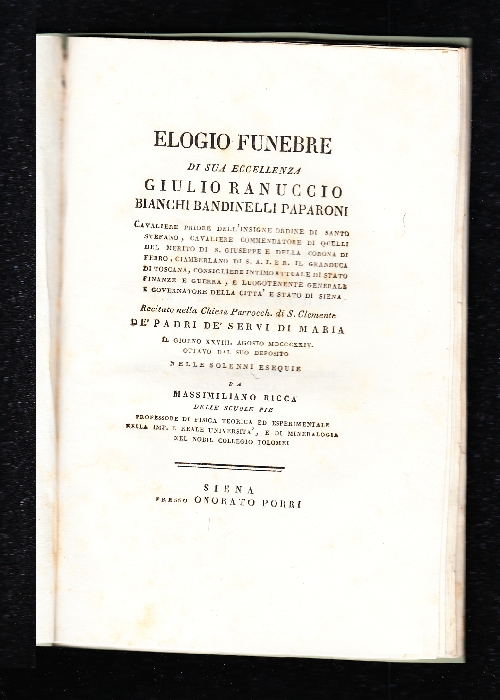 ELOGIO FUNEBRE
DI SUA ECCELLENZA
GIULIO RANUCCIO
BIANCHI BANDINELLI PAPARONI
CAVALIERE PRIORE DELL'INSIGNE ORDINE DI SANTO
STEFANO, CAVALIERE COMMENDATORE DI QUELLI
DEL MERITO DI S. GIUSEPPE E DELLA CORONA DI
FERRO, CIAMBERLANO DI S. A. I. E R. IL GRANDUCA
DI TOSCANA, CONSIGLIERE INTIMO ATTUALE DI STATO
FINANZE E GUERRA, E LUOGOTENENTE GENERALE
E GOVERNATORE DELLA CITTA' E STATO DI SIENA.
Recitato nella Chiesa Parrocch. di S. Clemente
DE' PADRI DE' SERVI DI MARIA
IL GIORNO XXVIII. AGOSTO MDCCCXXIV.
OTTAVO DAL SUO DEPOSITO
NELLE SOLENNI ESEQUIE
DA
MASSIMILIANO RICCA
DELLE SCUOLE PIE
PROFESSORE DI FISICA TEORICA ED ESPERIMENTALE
NELLA IMP. E REALE UNIVERSITA', E DI MINERALOGIA
NEL NOBIL COLLEGIO TOLOMEI
SIENA
PRESSO ONORATO PORRI